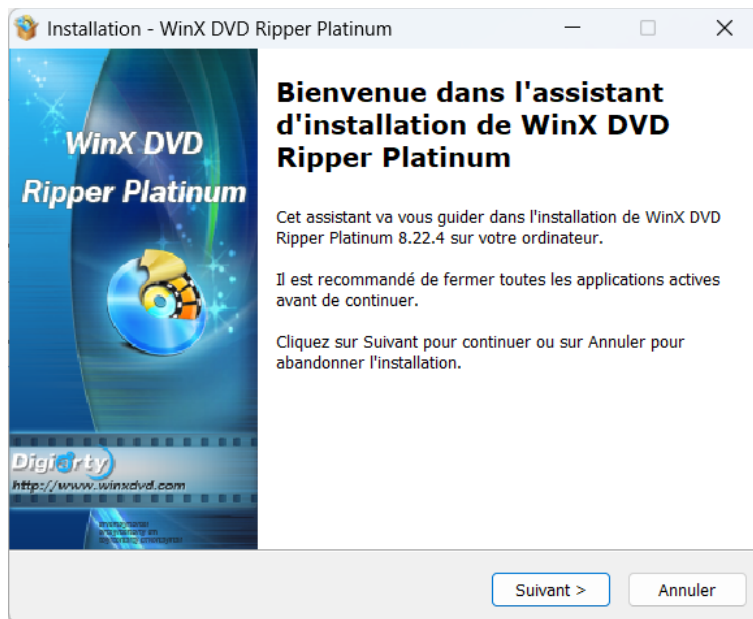 Installation - WinX DVD Ripper Platinum
WinX DVD
Ripper Platinum
Digiarty
http://www.winxdvd.com
Bienvenue dans l'assistant
d'installation de WinX DVD
Ripper Platinum
Cet assistant va vous guider dans l'installation de WinX DVD
Ripper Platinum 8.22.4 sur votre ordinateur.
Il est recommandé de fermer toutes les applications actives
avant de continuer.
Cliquez sur Suivant pour continuer ou sur Annuler pour
abandonner l'installation.
Suivant >
Annuler